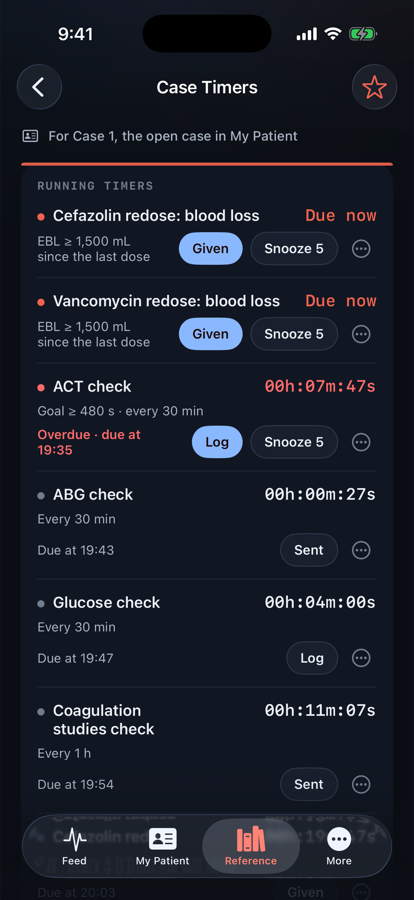 9:41
Case Timers
For Case 1, the open case in My Patient
RUNNING TIMERS
Cefazolin redose: blood loss Due now
EBL ≥ 1,500 mL
since the last dose
Given Snooze 5
Vancomycin redose: blood loss Due now
EBL ≥ 1,500 mL
since the last dose
Given Snooze 5
ACT check 00h:07m:47s
Goal ≥ 480 s · every 30 min
Overdue · due at
19:35
Log Snooze 5
ABG check 00h:00m:27s
Every 30 min
Due at 19:43 Sent
Glucose check 00h:04m:00s
Every 30 min
Due at 19:47 Log
Coagulation
studies check
00h:11m:07s
Every 1 h
Due at 19:54 Sent
Feed My Patient Reference More
Due at 20:03 Given